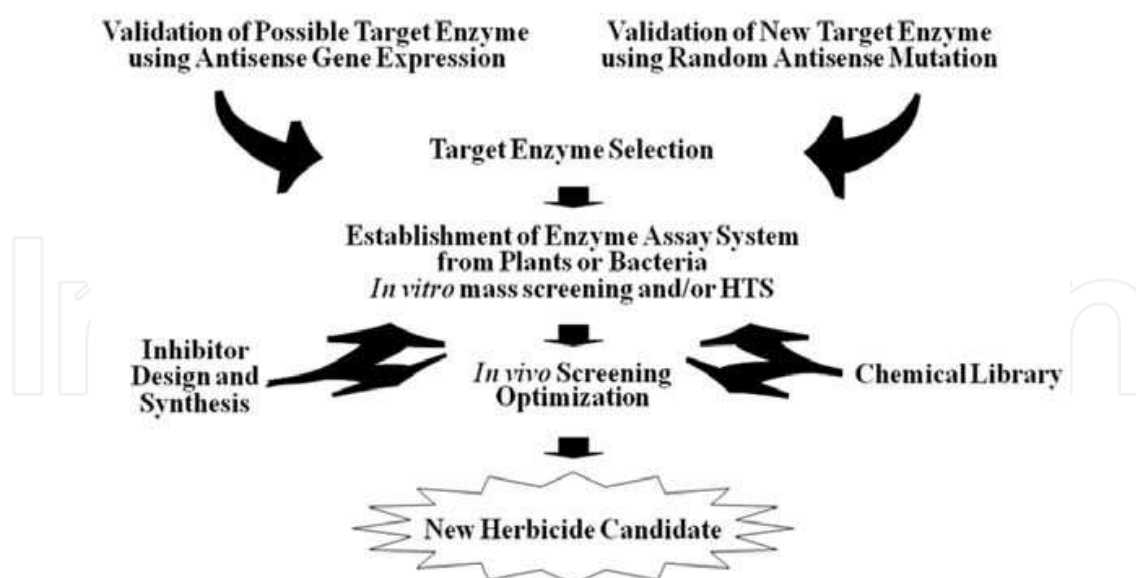 Validation of Possible Target Enzyme
using Antisense Gene Expression
Validation of New Target Enzyme
using Random Antisense Mutation
Target Enzyme Selection
Establishment of Enzyme Assay System
from Plants or Bacteria
In vitro mass screening and/or HTS
Inhibitor
Design and
Synthesis
In vivo Screening
Optimization
Chemical Library
New Herbicide Candidate